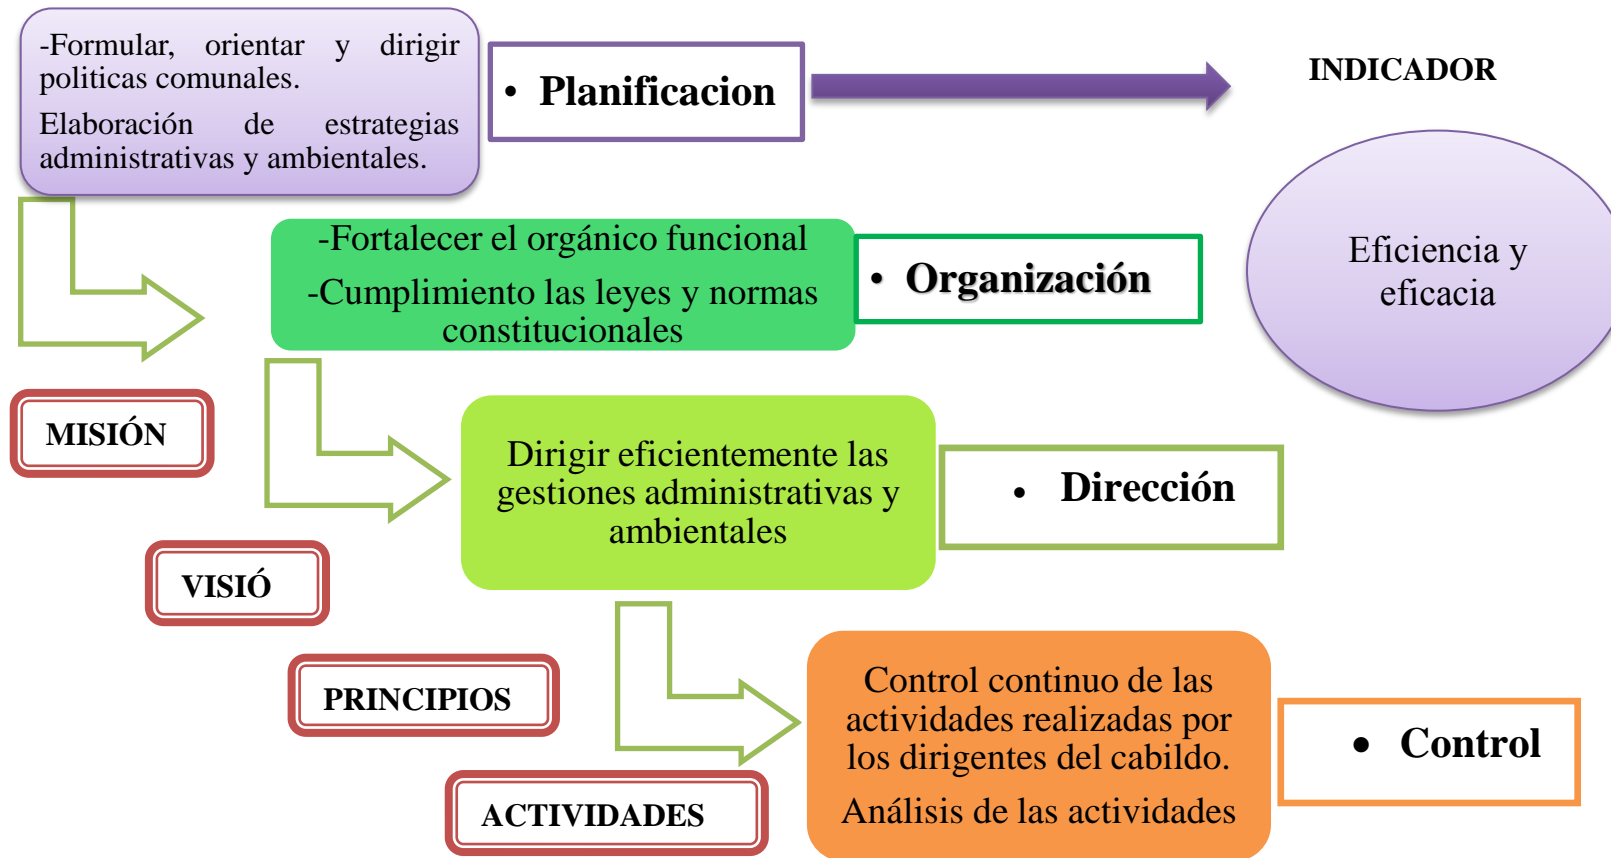 -Formular, orientar y dirigir
politicas comunales.
Elaboración de estrategias
administrativas y ambientales.
• Planificacion
INDICADOR
Eficiencia y
eficacia
-Fortalecer el orgánico funcional
-Cumplimiento las leyes y normas
constitucionales
• Organización
MISIÓN
Dirigir eficientemente las
gestiones administrativas y
ambientales
• Dirección
VISIÓ
PRINCIPIOS
Control continuo de las
actividades realizadas por
los dirigentes del cabildo.
Análisis de las actividades
• Control
ACTIVIDADES